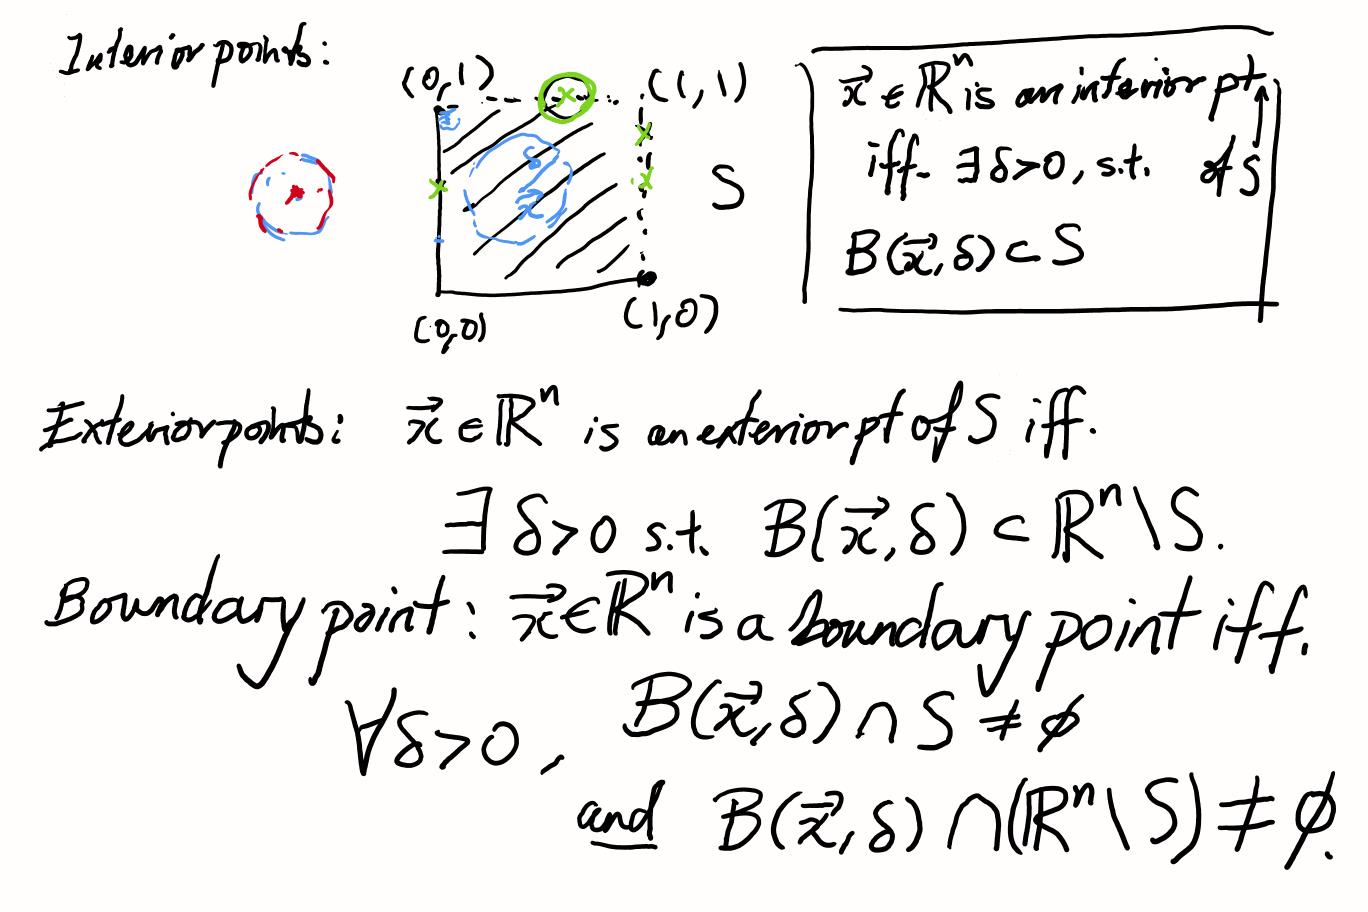 Interior points:
(0,1)
(1,1)
x⃗
δ
x⃗
S
(0,0)
(1,0)
x⃗ ∈ ℝⁿ is an interior pt
iff. ∃ δ>0, s.t. of S
B(x⃗, δ) ⊂ S
Exterior points: x⃗ ∈ ℝⁿ is an exterior pt of S iff.
∃ δ>0 s.t. B(x⃗, δ) ⊂ ℝⁿ \ S.
Boundary point: x⃗ ∈ ℝⁿ is a boundary point iff.
∀δ>0, B(x⃗, δ) ∩ S ≠ ∅
and B(x⃗, δ) ∩ (ℝⁿ \ S) ≠ ∅.